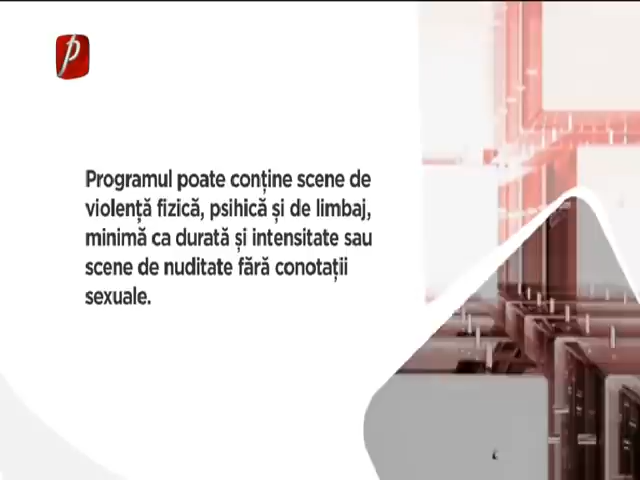 p
Programul poate conține scene de
violență fizică, psihică și de limbaj,
minimă ca durată și intensitate sau
scene de nuditate fără conotații
sexuale.